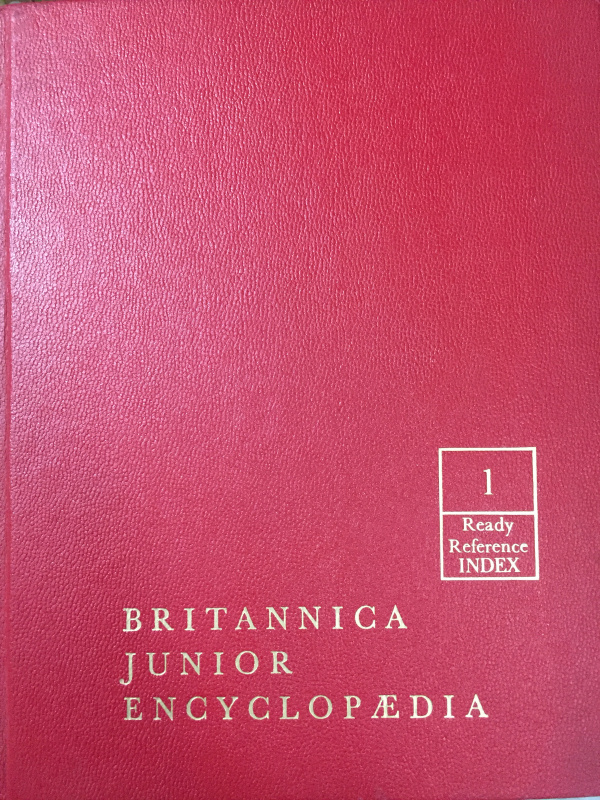 1
Ready
Reference
INDEX
BRITANNICA
JUNIOR
ENCYCLOPÆDIA